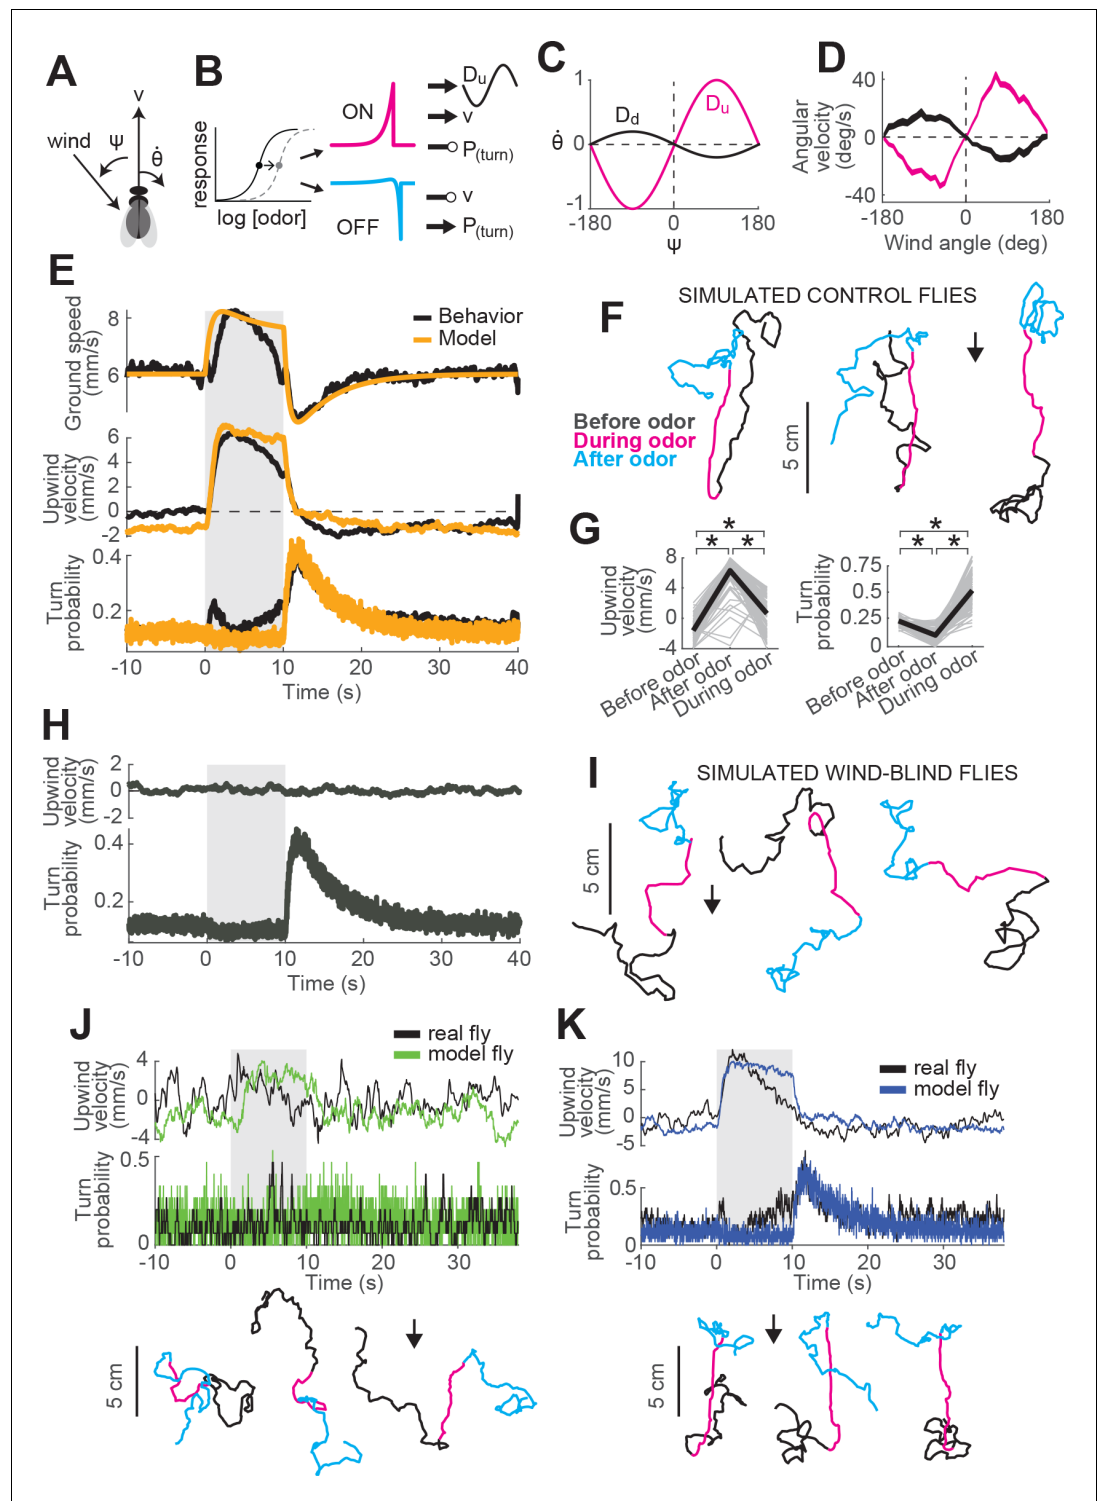 A
v
wind
ψ
θ̇
B
response
log [odor]
ON
OFF
Du
v
P(turn)
v
P(turn)
C
1
θ̇ 0
-1
Dd
Du
-180 0 180
ψ
D
Angular
velocity
(deg/s)
40
0
-40
-180 0 180
Wind angle (deg)
E
Ground speed
(mm/s)
8
6
Behavior
Model
Upwind
velocity
(mm/s)
6
4
2
0
-2
Turn
probability
0.4
0.2
-10 0 10 20 30 40
Time (s)
F
SIMULATED CONTROL FLIES
Before odor
During odor
After odor
5 cm
G
* * *
Upwind
velocity
(mm/s)
8
4
0
-4
Before odor
After odor
During odor
* * *
Turn
probability
0.75
0.25
0
Before odor
After odor
During odor
H
Upwind
velocity
(mm/s)
2
0
-2
Turn
probability
0.4
0.2
-10 0 10 20 30 40
Time (s)
I
SIMULATED WIND-BLIND FLIES
5 cm
J
real fly
model fly
Upwind
velocity
(mm/s)
4
0
-4
Turn
probability
0.5
0
-10 0 10 20 30
Time (s)
5 cm
K
real fly
model fly
Upwind
velocity
(mm/s)
10
5
0
-5
Turn
probability
0.5
0
-10 0 10 20 30
Time (s)
5 cm